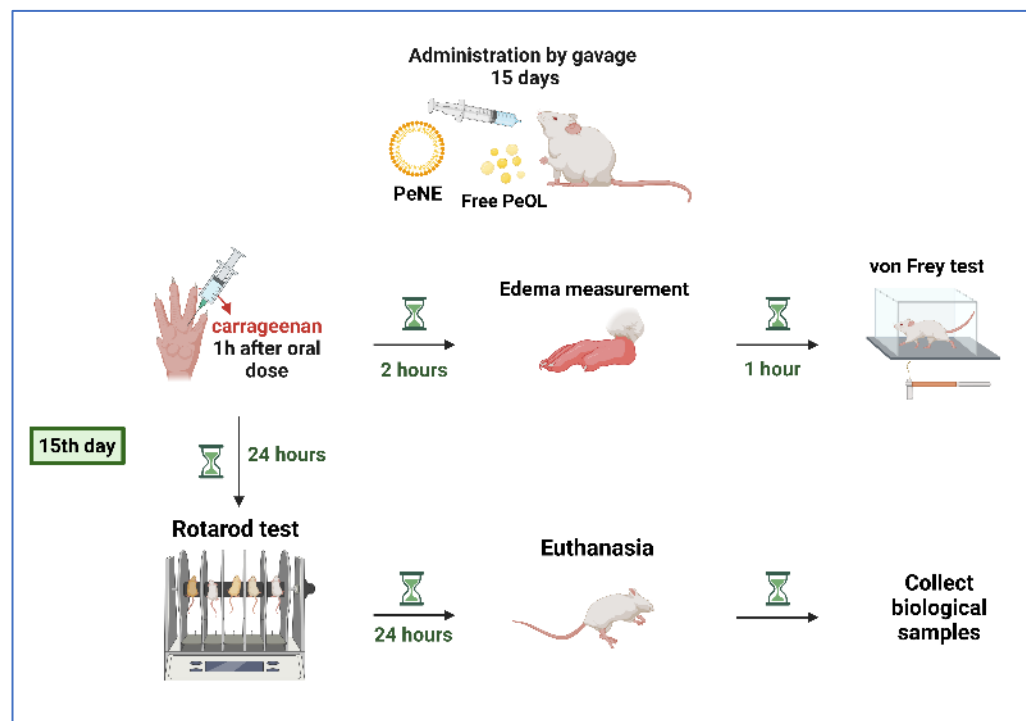 Administration by gavage
15 days
PeNE
Free PeOL
carrageenan
1h after oral
dose
2 hours
Edema measurement
1 hour
von Frey test
15th day
24 hours
Rotarod test
24 hours
Euthanasia
Collect
biological
samples